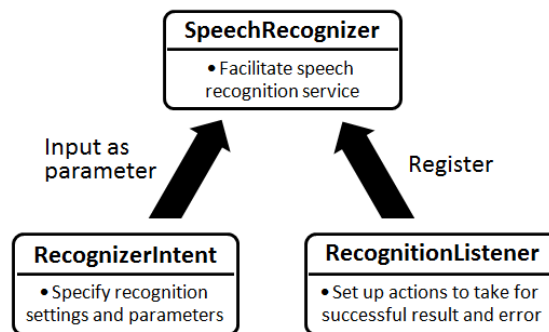 SpeechRecognizer
• Facilitate speech
recognition service
Input as
parameter
Register
RecognizerIntent
• Specify recognition
settings and parameters
RecognitionListener
• Set up actions to take for
successful result and error